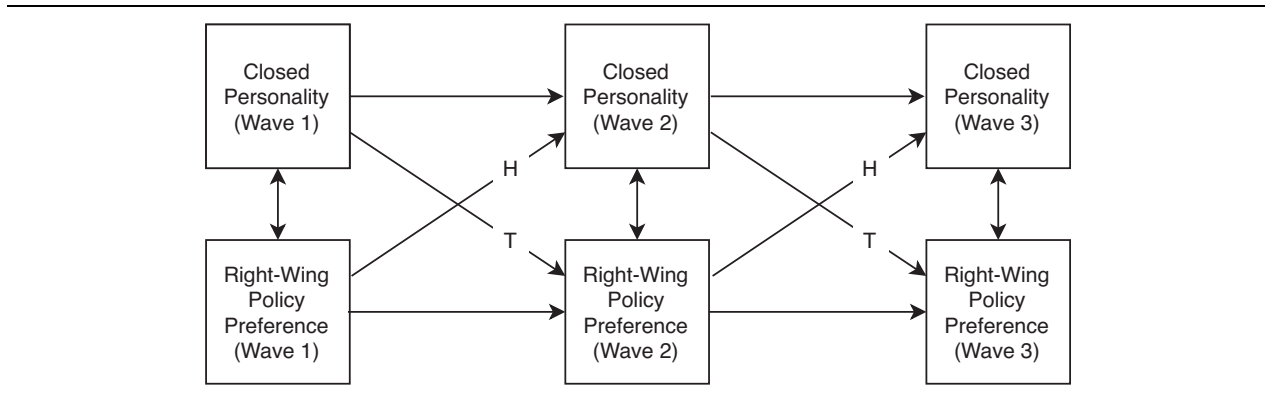 Closed
Personality
(Wave 1)
Closed
Personality
(Wave 2)
Closed
Personality
(Wave 3)
H
H
T
T
Right-Wing
Policy
Preference
(Wave 1)
Right-Wing
Policy
Preference
(Wave 2)
Right-Wing
Policy
Preference
(Wave 3)